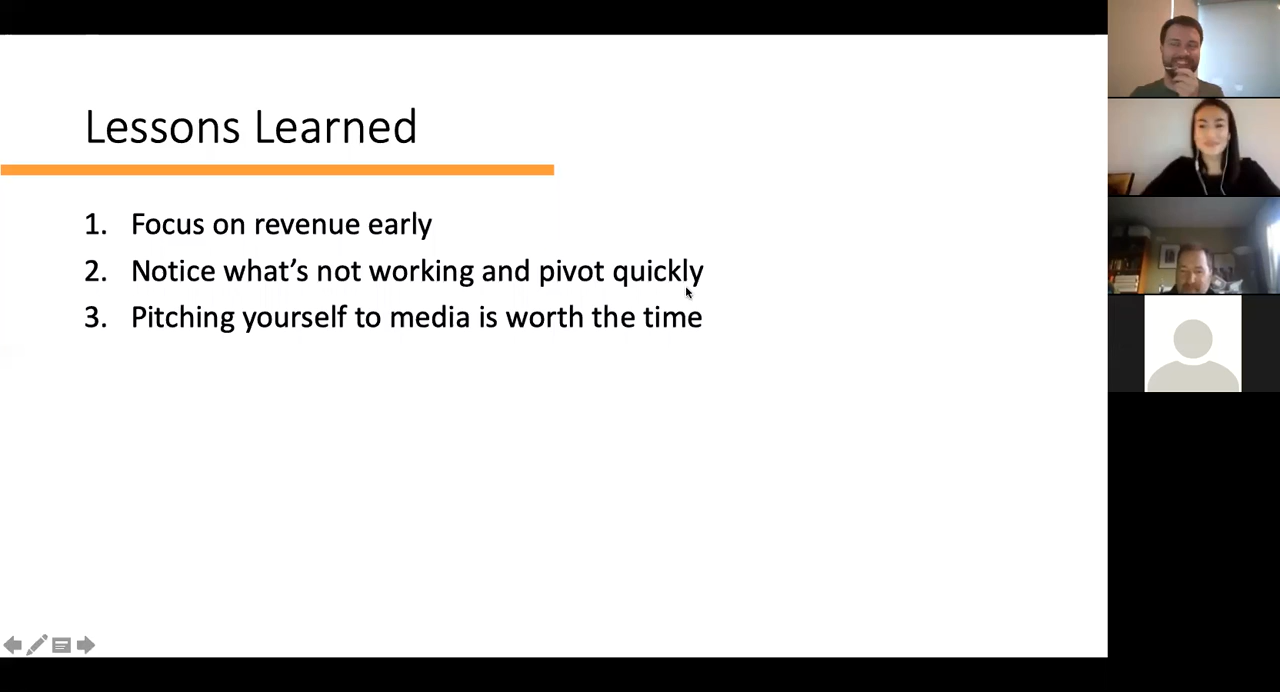 Lessons Learned
1. Focus on revenue early
2. Notice what’s not working and pivot quickly
3. Pitching yourself to media is worth the time